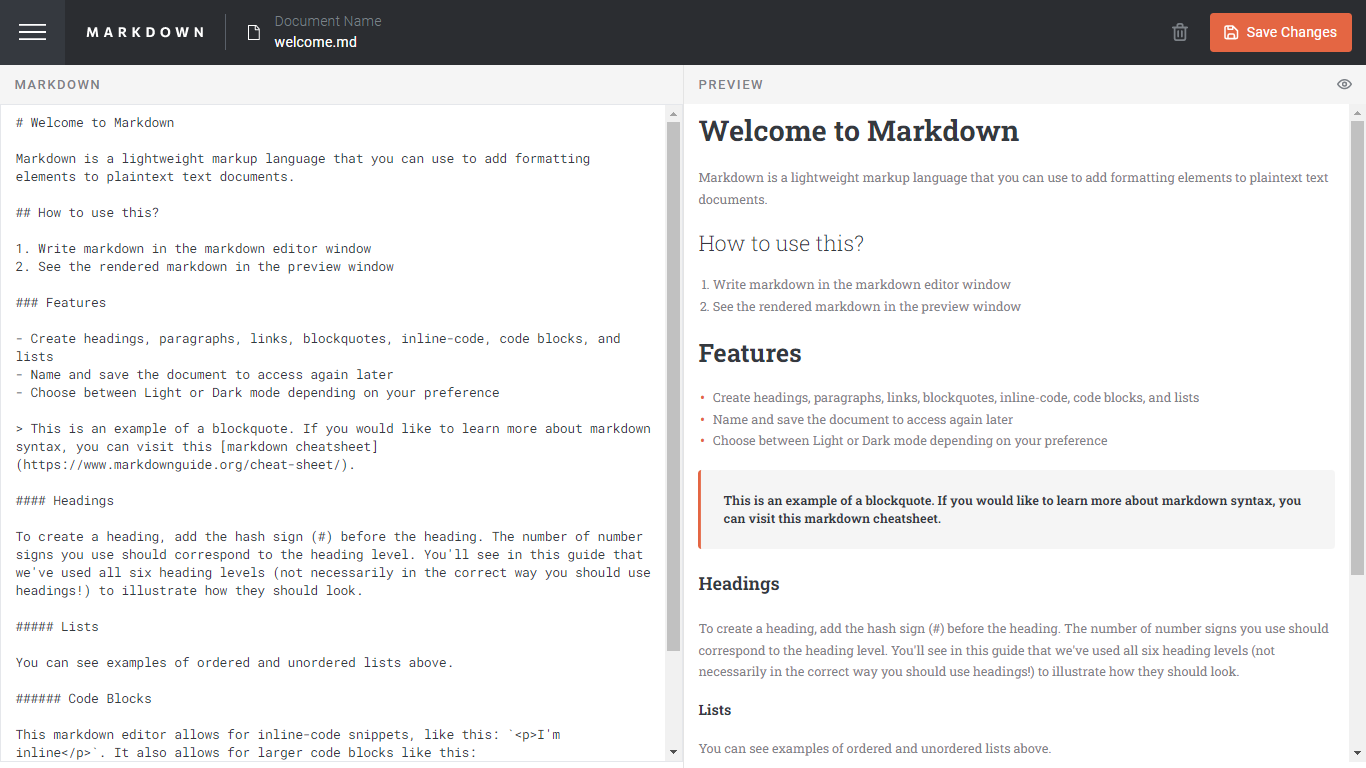 MARKDOWN
Document Name
welcome.md
Save Changes
MARKDOWN
# Welcome to Markdown
Markdown is a lightweight markup language that you can use to add formatting
elements to plaintext text documents.
## How to use this?
1. Write markdown in the markdown editor window
2. See the rendered markdown in the preview window
### Features
- Create headings, paragraphs, links, blockquotes, inline-code, code blocks, and
lists
- Name and save the document to access again later
- Choose between Light or Dark mode depending on your preference
> This is an example of a blockquote. If you would like to learn more about markdown
syntax, you can visit this [markdown cheatsheet]
(https://www.markdownguide.org/cheat-sheet/).
#### Headings
To create a heading, add the hash sign (#) before the heading. The number of number
signs you use should correspond to the heading level. You'll see in this guide that
we've used all six heading levels (not necessarily in the correct way you should use
headings!) to illustrate how they should look.
##### Lists
You can see examples of ordered and unordered lists above.
###### Code Blocks
This markdown editor allows for inline-code snippets, like this: `<p>I'm
inline</p>`. It also allows for larger code blocks like this:
PREVIEW
Welcome to Markdown
Markdown is a lightweight markup language that you can use to add formatting elements to plaintext text
documents.
How to use this?
1. Write markdown in the markdown editor window
2. See the rendered markdown in the preview window
Features
• Create headings, paragraphs, links, blockquotes, inline-code, code blocks, and lists
• Name and save the document to access again later
• Choose between Light or Dark mode depending on your preference
This is an example of a blockquote. If you would like to learn more about markdown syntax, you
can visit this markdown cheatsheet.
Headings
To create a heading, add the hash sign (#) before the heading. The number of number signs you use should
correspond to the heading level. You'll see in this guide that we've used all six heading levels (not
necessarily in the correct way you should use headings!) to illustrate how they should look.
Lists
You can see examples of ordered and unordered lists above.